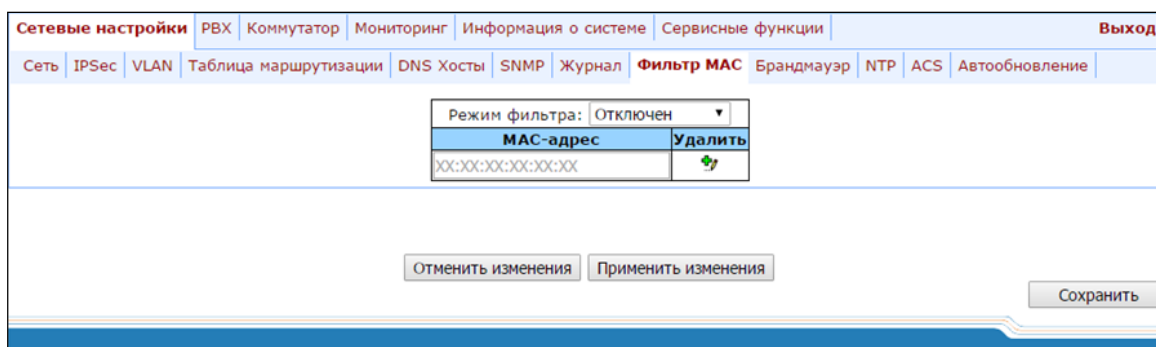 Сетевые настройки PBX Коммутатор Мониторинг Информация о системе Сервисные функции Выход
Сеть IPSec VLAN Таблица маршрутизации DNS Хосты SNMP Журнал Фильтр MAC Брандмауэр NTP ACS Автообновление
Режим фильтра: Отключен
MAC-адрес Удалить
XX:XX:XX:XX:XX:XX
Отменить изменения Применить изменения
Сохранить